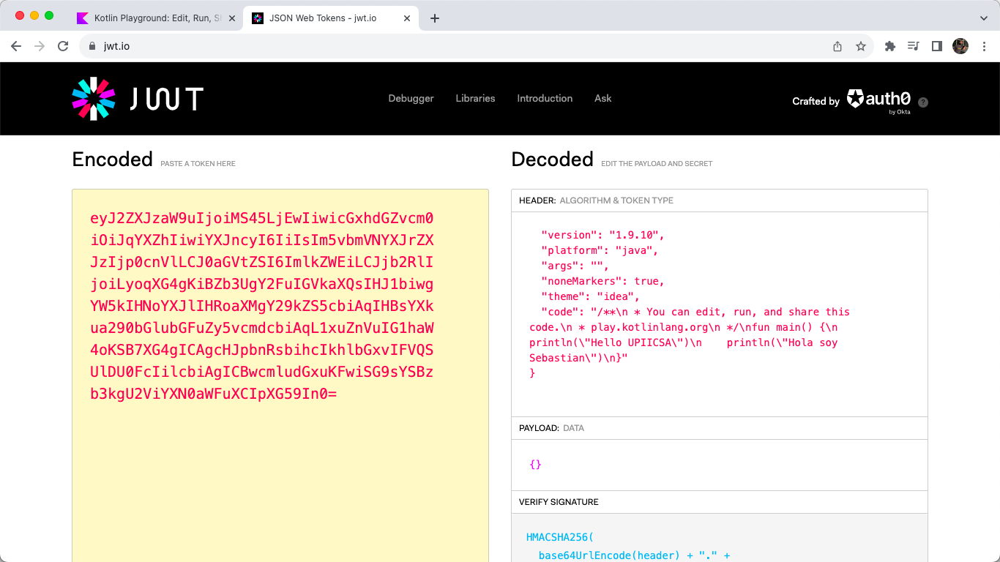 Kotlin Playground: Edit, Run, Sh
JSON Web Tokens - jwt.io
jwt.io
JWT
Debugger
Libraries
Introduction
Ask
Crafted by
auth0
by Okta
?
Encoded PASTE A TOKEN HERE
Decoded EDIT THE PAYLOAD AND SECRET
eyJ2ZXJzaW9uIjoiMS45LjEwIiwicGxhdGZvcm0
iOiJqYXZhIiwiYXJncyI6IiIsIm5vbmVNYXJrZX
JzIjp0cnVlLCJ0aGVtZSI6ImlkZWEiLCJjb2RlI
joiLyoqXG4gKiBZb3UgY2FuIGVkaXQsIHJ1biwg
YW5kIHNoYXJlIHRoaXMgY29kZS5cbiAqIHBsYXk
ua290bGlubGFuZy5vcmdcbiAqL1xuZnVuIG1haW
4oKSB7XG4gICAgcHJpbnRsbihcIkhlbGxvIFVQS
UlDU0FcIilcbiAgICBwcmludGxuKFwiSG9sYSBz
b3kgU2ViYXN0aWFuXCIpXG59In0=
HEADER: ALGORITHM & TOKEN TYPE
"version": "1.9.10",
"platform": "java",
"args": "",
"noneMarkers": true,
"theme": "idea",
"code": "/**\n * You can edit, run, and share this
code.\n * play.kotlinlang.org\n */\nfun main() {\n
println(\"Hello UPIICSA\")\n    println(\"Hola soy
Sebastian\")\n}"
}
PAYLOAD: DATA
{}
VERIFY SIGNATURE
HMACSHA256(
base64UrlEncode(header) + "." +